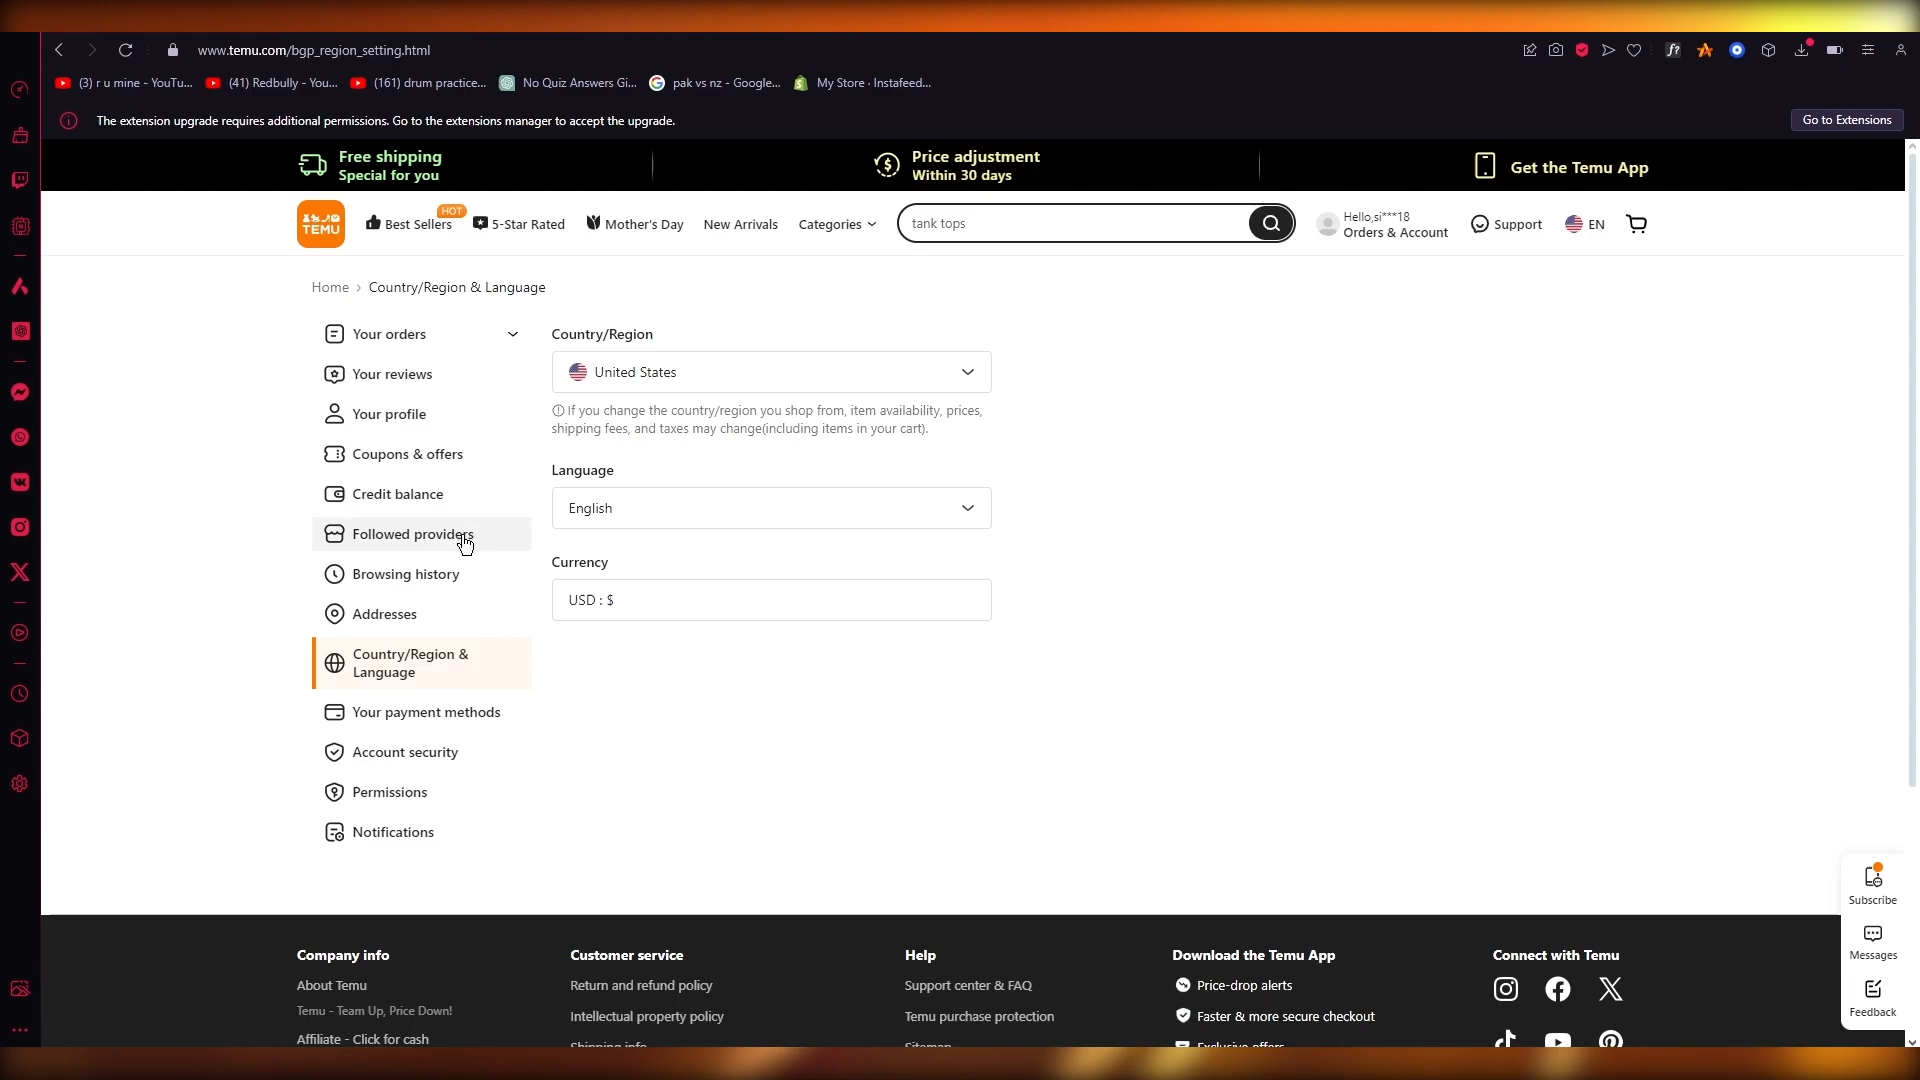 www.temu.com/bgp_region_setting.html
(3) r u mine - YouTu...
(41) Redbully - You...
(161) drum practice...
No Quiz Answers Gi...
pak vs nz - Google...
My Store · Instafeed...
The extension upgrade requires additional permissions. Go to the extensions manager to accept the upgrade.
Go to Extensions
Free shipping
Special for you
Price adjustment
Within 30 days
Get the Temu App
TEMU
Best Sellers
HOT
5-Star Rated
Mother's Day
New Arrivals
Categories
tank tops
Hello,si***18
Orders & Account
Support
EN
Home › Country/Region & Language
Your orders
Your reviews
Your profile
Coupons & offers
Credit balance
Followed providers
Browsing history
Addresses
Country/Region &
Language
Your payment methods
Account security
Permissions
Notifications
Country/Region
United States
If you change the country/region you shop from, item availability, prices,
shipping fees, and taxes may change(including items in your cart).
Language
English
Currency
USD : $
Subscribe
Messages
Feedback
Company info
About Temu
Temu - Team Up, Price Down!
Affiliate - Click for cash
Customer service
Return and refund policy
Intellectual property policy
Shipping info
Help
Support center & FAQ
Temu purchase protection
Sitemap
Download the Temu App
Price-drop alerts
Faster & more secure checkout
Exclusive offers
Connect with Temu